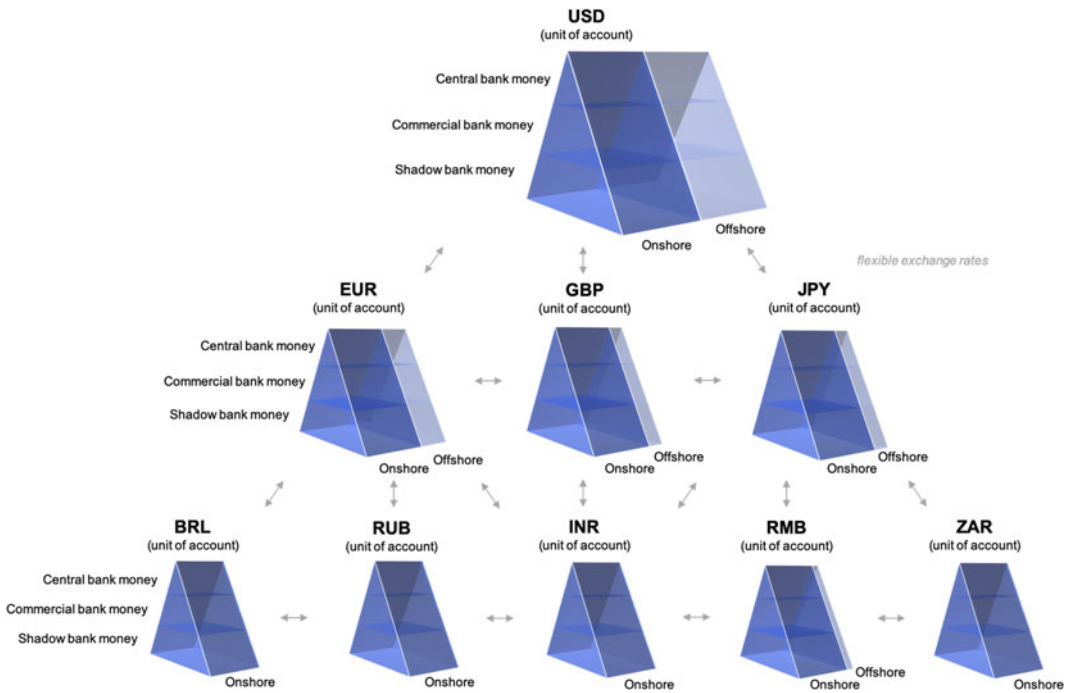 USD
(unit of account)
Central bank money
Commercial bank money
Shadow bank money
Onshore
Offshore
flexible exchange rates
EUR
(unit of account)
GBP
(unit of account)
JPY
(unit of account)
Central bank money
Commercial bank money
Shadow bank money
Onshore
Offshore
Onshore
Offshore
Onshore
Offshore
BRL
(unit of account)
RUB
(unit of account)
INR
(unit of account)
RMB
(unit of account)
ZAR
(unit of account)
Central bank money
Commercial bank money
Shadow bank money
Onshore
Onshore
Onshore
Onshore
Offshore
Onshore